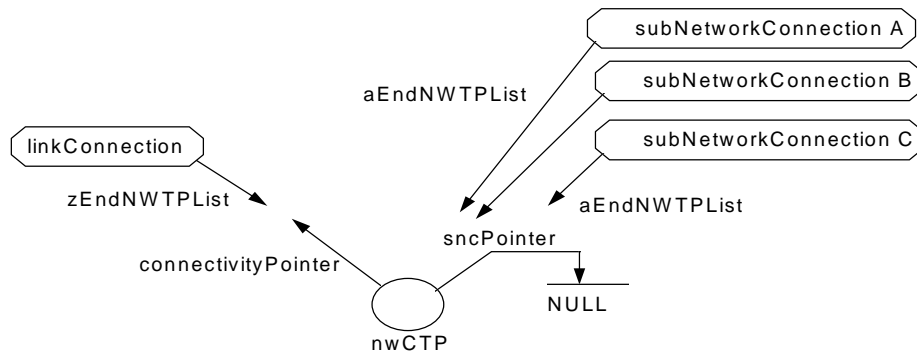 subNetworkConnection A
subNetworkConnection B
aEndNWTPList
subNetworkConnection C
linkConnection
zEndNWTPList
aEndNWTPList
sncPointer
connectivityPointer
NULL
nwCTP